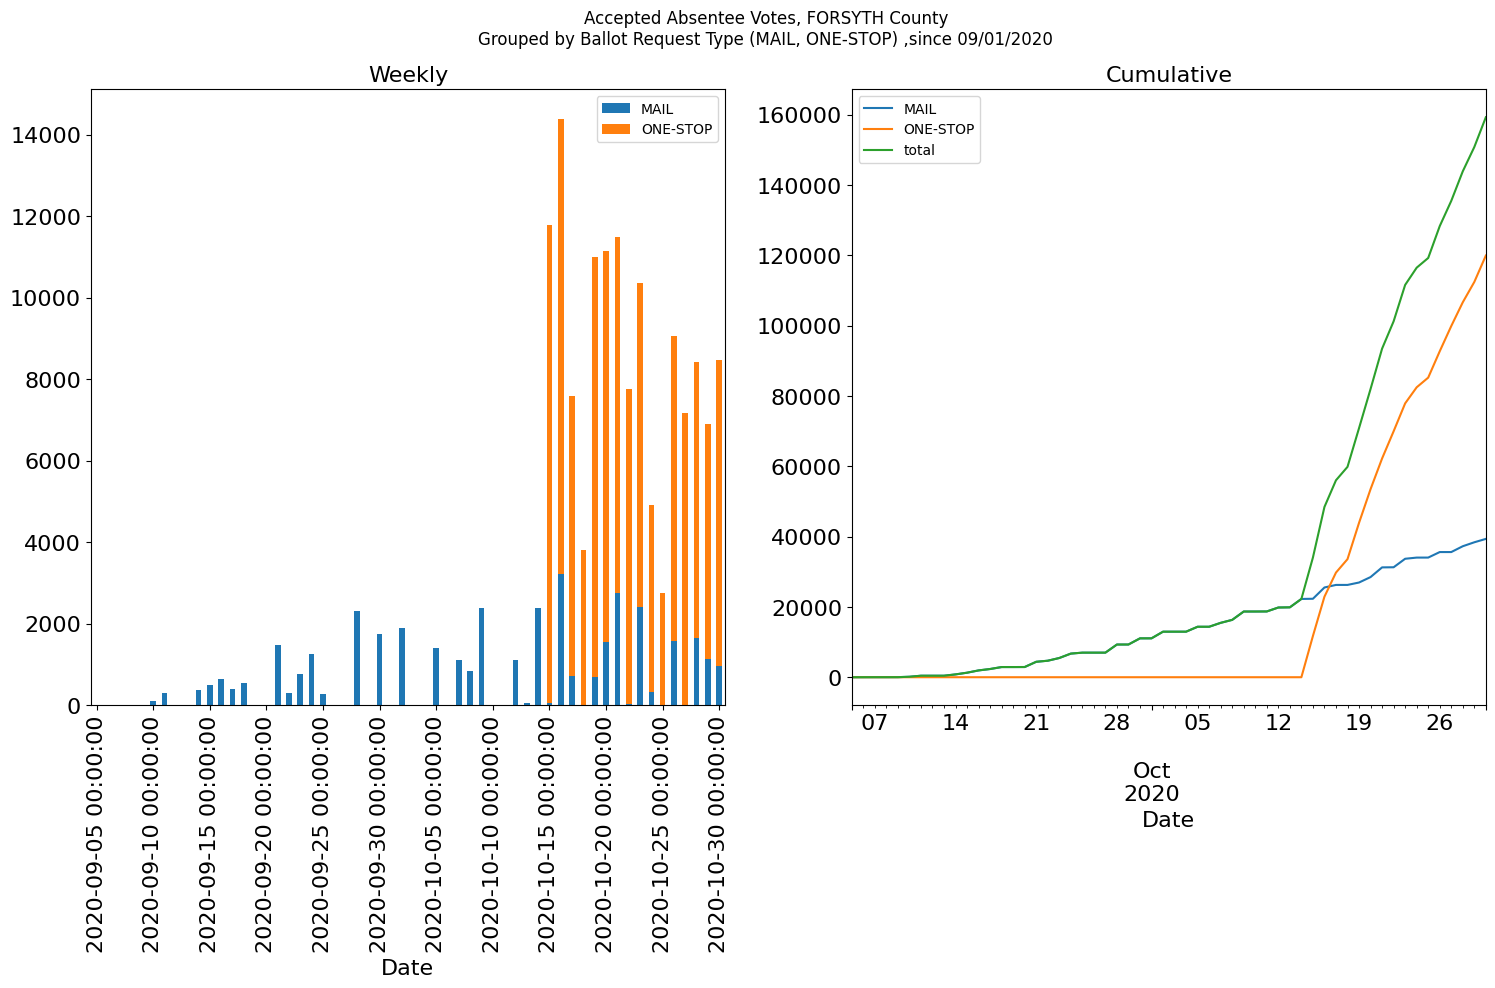 Accepted Absentee Votes, FORSYTH County
Grouped by Ballot Request Type (MAIL, ONE-STOP) ,since 09/01/2020
Weekly
MAIL
ONE-STOP
14000
12000
10000
8000
6000
4000
2000
0
2020-09-05 00:00:00
2020-09-10 00:00:00
2020-09-15 00:00:00
2020-09-20 00:00:00
2020-09-25 00:00:00
2020-09-30 00:00:00
2020-10-05 00:00:00
2020-10-10 00:00:00
2020-10-15 00:00:00
2020-10-20 00:00:00
2020-10-25 00:00:00
2020-10-30 00:00:00
Date
Cumulative
MAIL
ONE-STOP
total
160000
140000
120000
100000
80000
60000
40000
20000
0
07 14 21 28 05 12 19 26
Oct
2020
Date